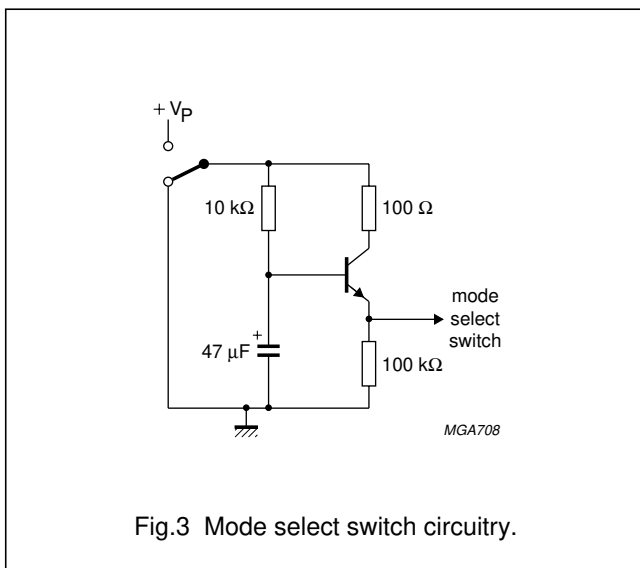 + VP
10 kΩ
100 Ω
mode
select
switch
+
47 μF
100 kΩ
MGA708
Fig.3 Mode select switch circuitry.